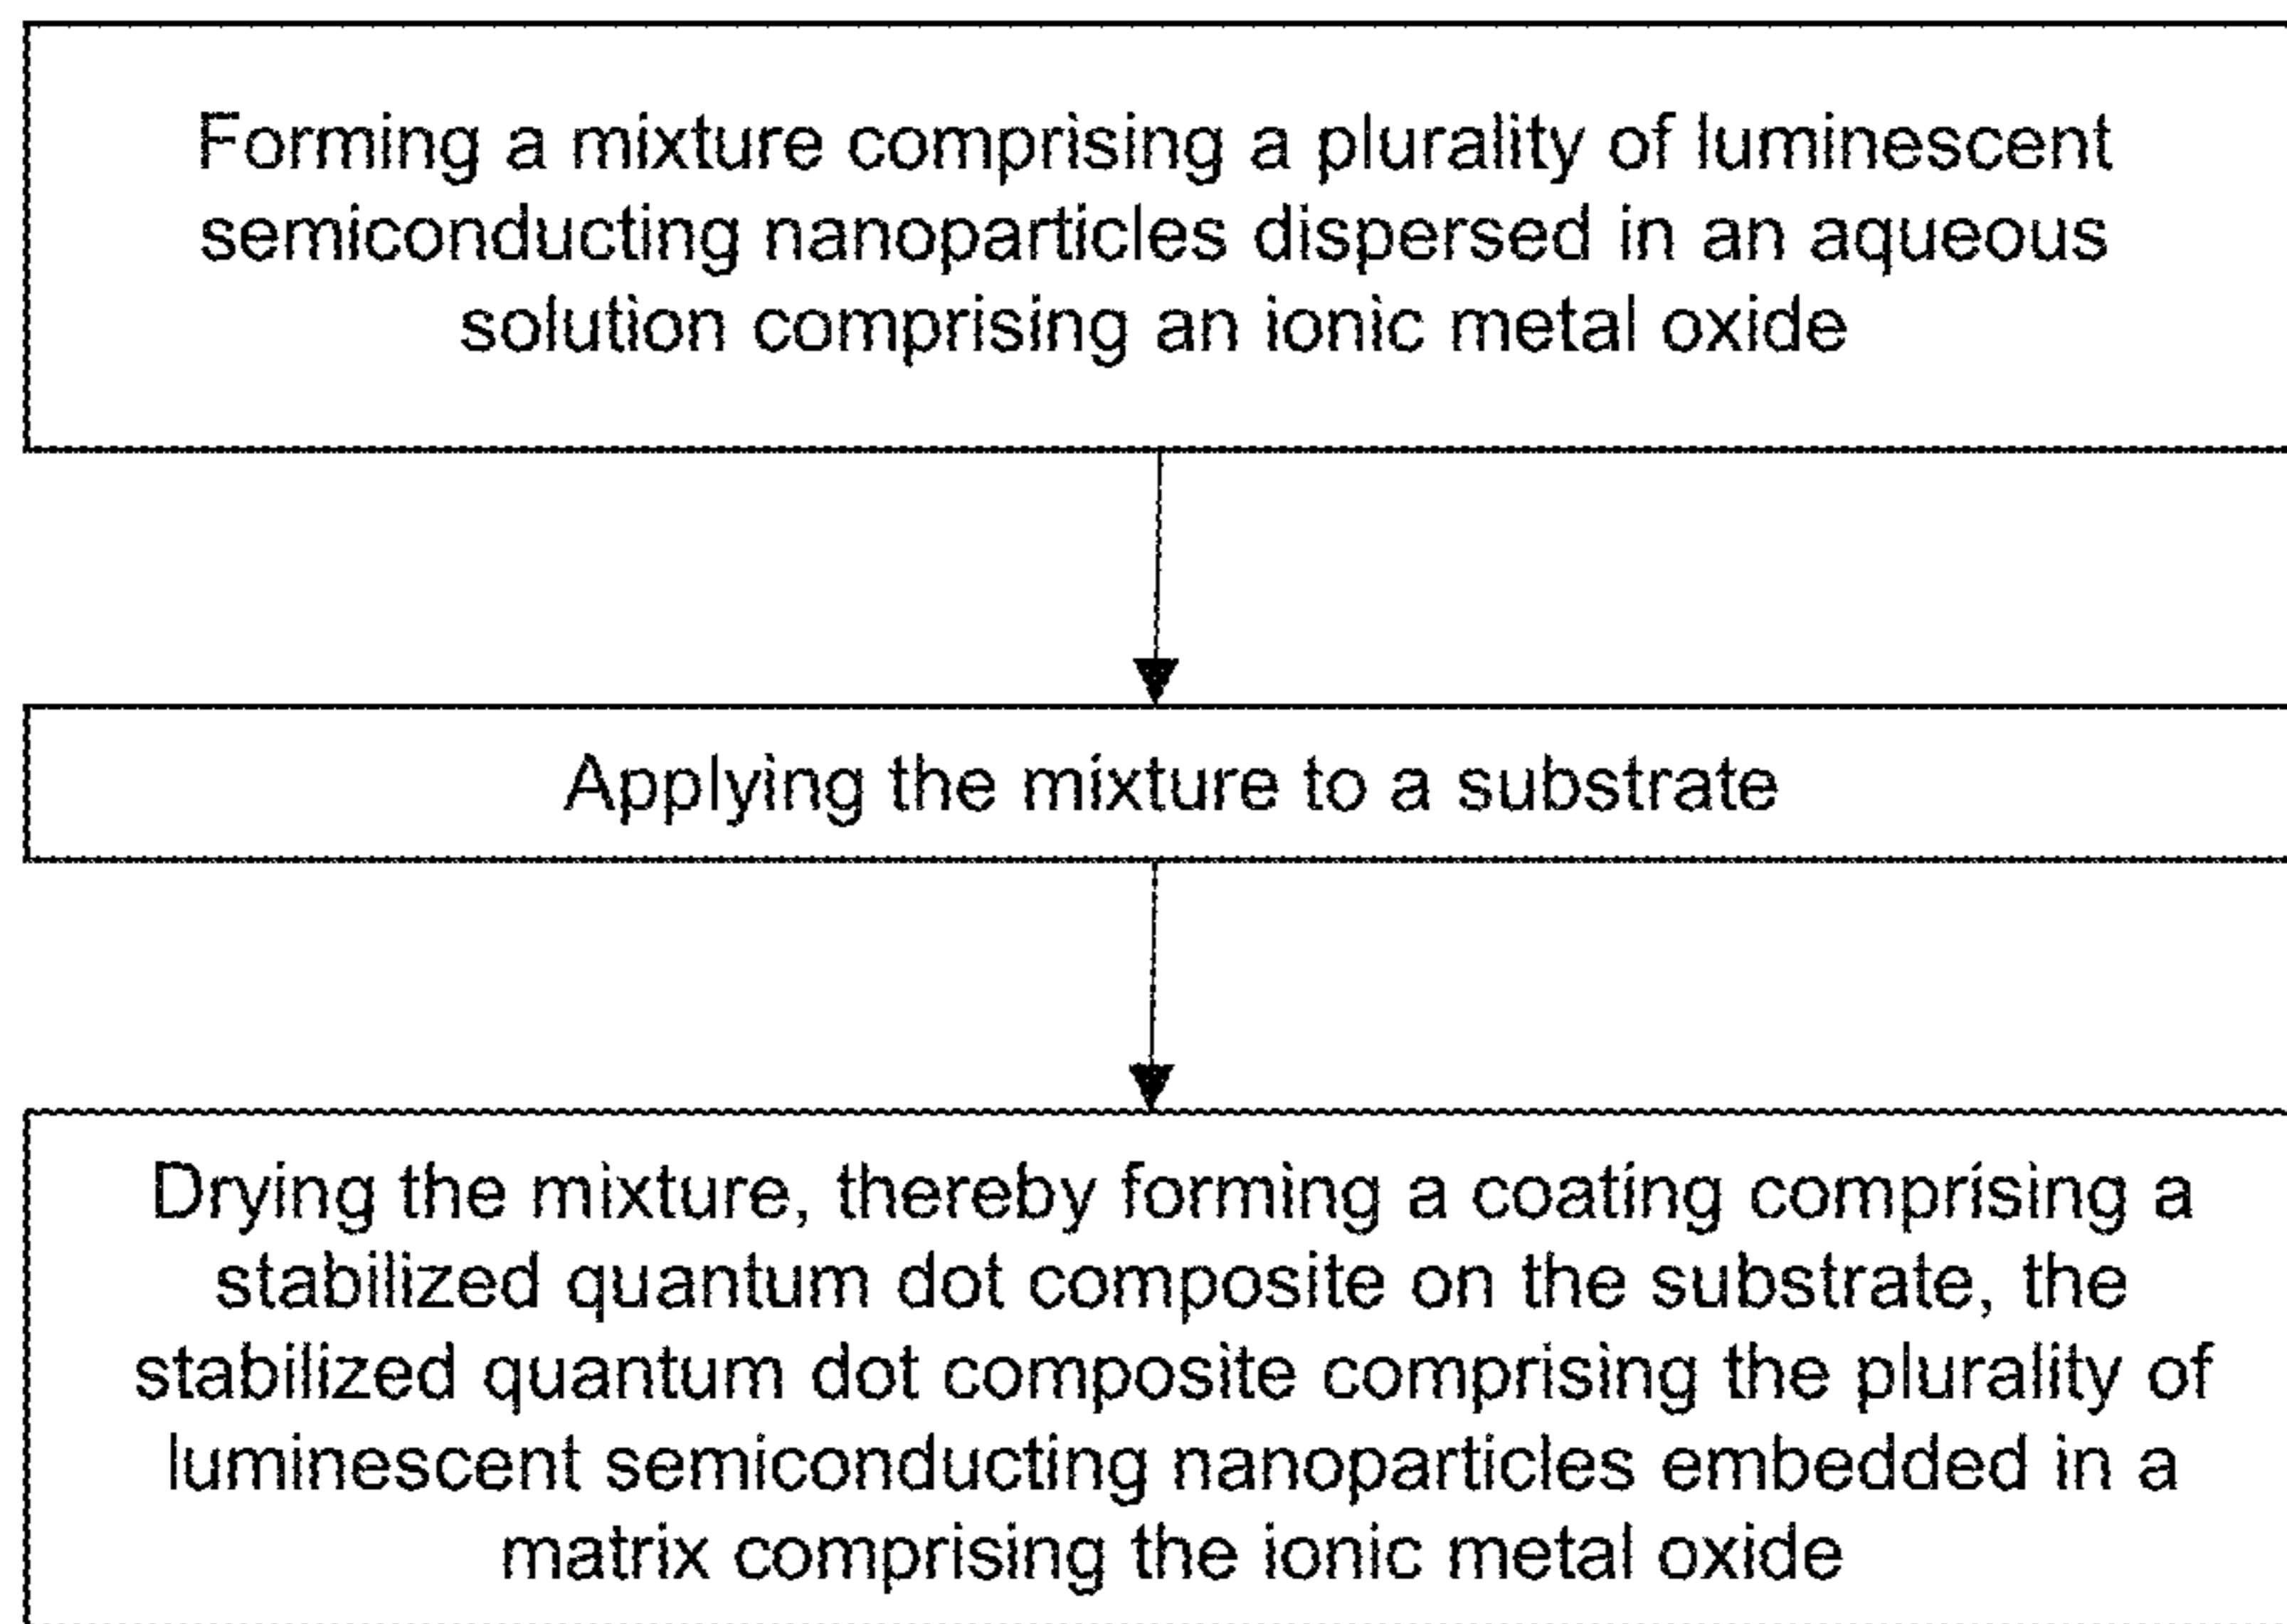 Forming a mixture comprising a plurality of luminescent
semiconducting nanoparticles dispersed in an aqueous
solution comprising an ionic metal oxide
Applying the mixture to a substrate
Drying the mixture, thereby forming a coating comprising a
stabilized quantum dot composite on the substrate, the
stabilized quantum dot composite comprising the plurality of
luminescent semiconducting nanoparticles embedded in a
matrix comprising the ionic metal oxide